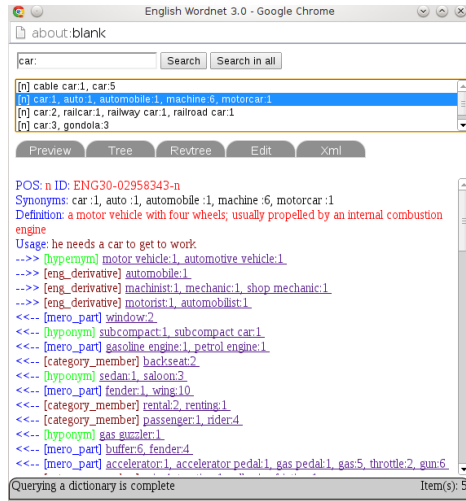 English Wordnet 3.0 - Google Chrome
about:blank
car: Search Search in all
[n] cable car:1, car:5
[n] car:1, auto:1, automobile:1, machine:6, motorcar:1
[n] car:2, railcar:1, railway car:1, railroad car:1
[n] car:3, gondola:3
Preview Tree Revtree Edit Xml
POS: n ID: ENG30-02958343-n
Synonyms: car :1, auto :1, automobile :1, machine :6, motorcar :1
Definition: a motor vehicle with four wheels; usually propelled by an internal combustion
engine
Usage: he needs a car to get to work
-->> [hypernym] motor vehicle:1, automotive vehicle:1
-->> [eng_derivative] automobile:1
-->> [eng_derivative] machinist:1, mechanic:1, shop mechanic:1
-->> [eng_derivative] motorist:1, automobilist:1
<<-- [mero_part] window:2
<<-- [hyponym] subcompact:1, subcompact car:1
<<-- [mero_part] gasoline engine:1, petrol engine:1
<<-- [category_member] backseat:2
<<-- [hyponym] sedan:1, saloon:3
<<-- [mero_part] fender:1, wing:10
<<-- [category_member] rental:2, renting:1
<<-- [category_member] passenger:1, rider:4
<<-- [hyponym] gas guzzler:1
<<-- [mero_part] buffer:6, fender:4
<<-- [mero_part] accelerator:1, accelerator pedal:1, gas pedal:1, gas:5, throttle:2, gun:6
Querying a dictionary is complete Item(s): 5